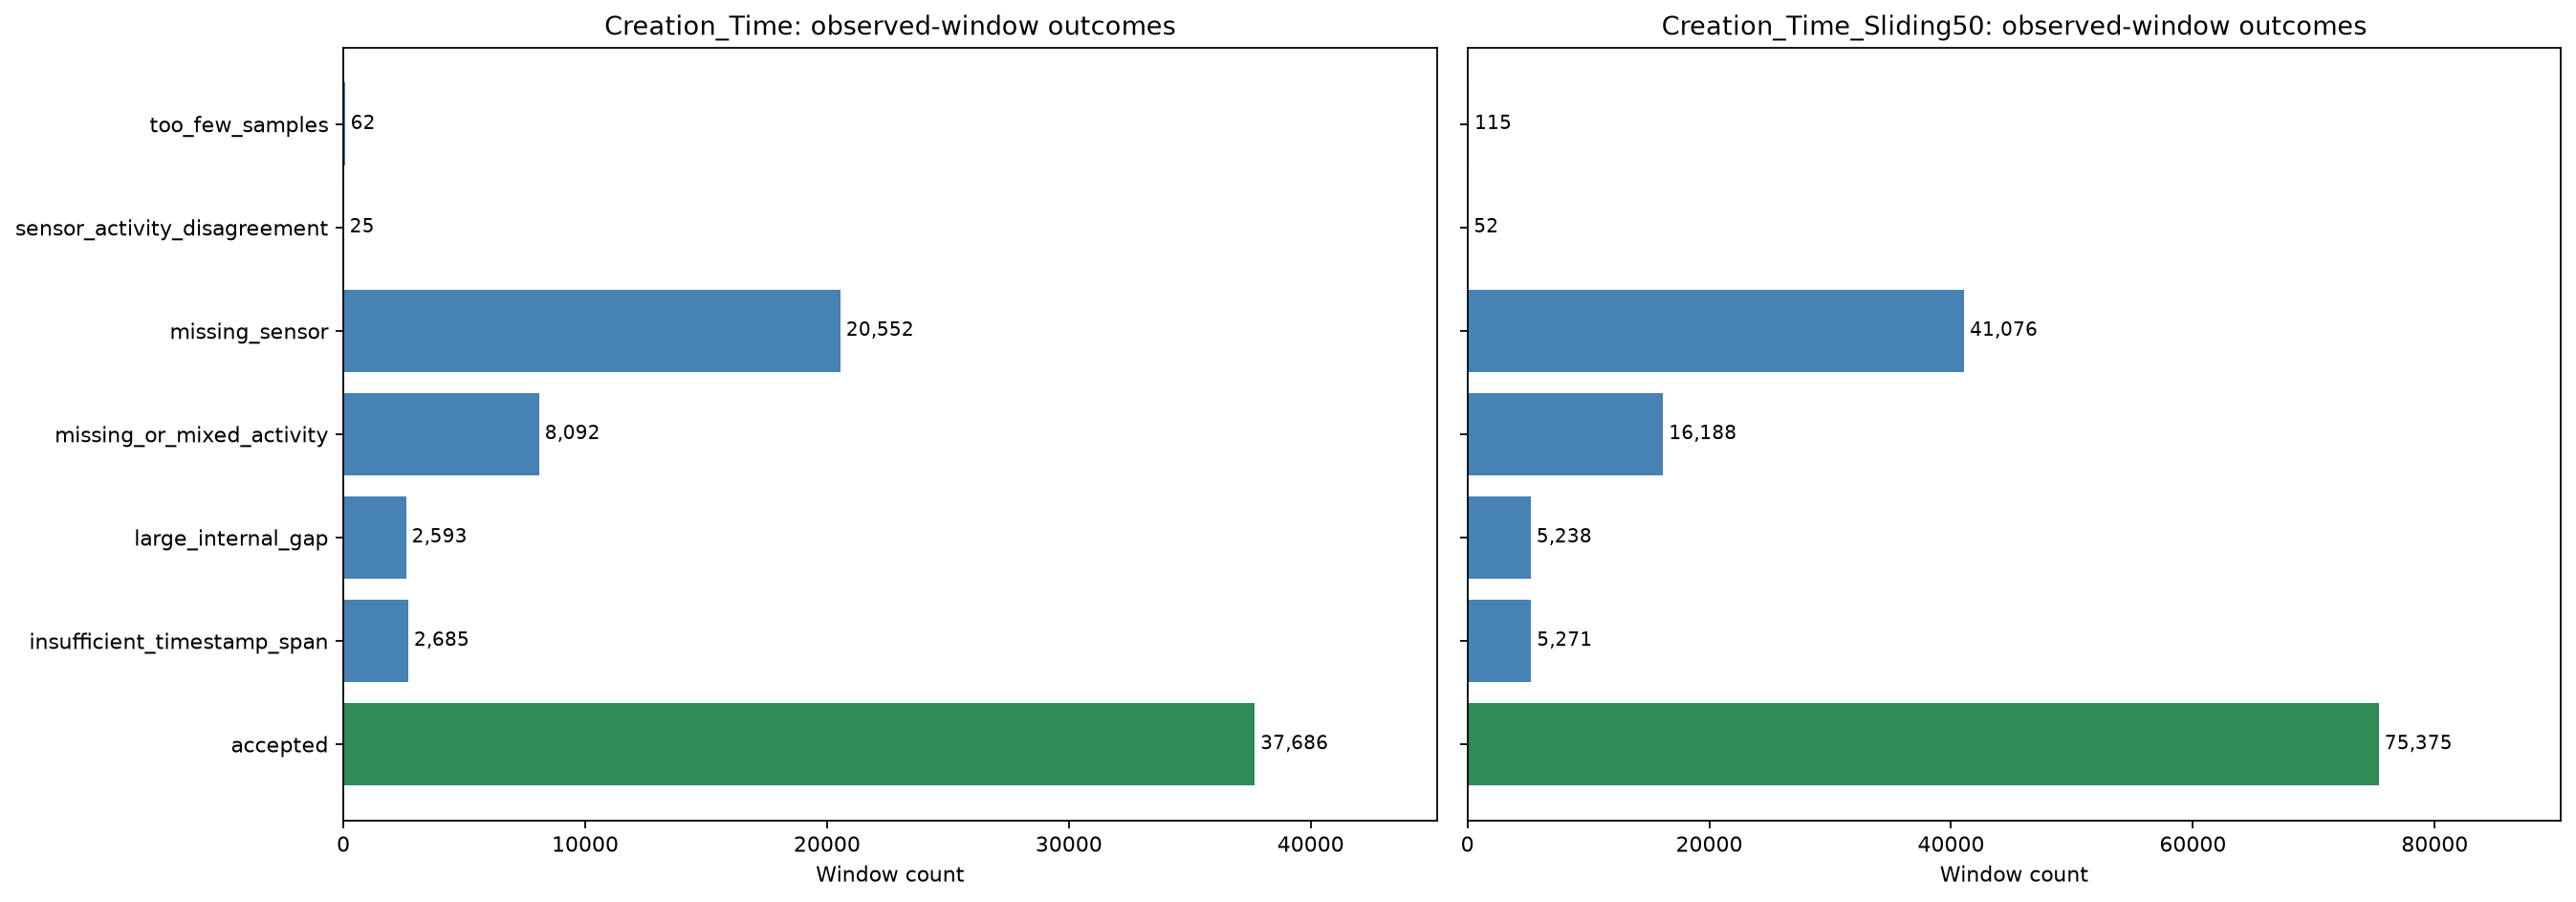 Creation_Time: observed-window outcomes
too_few_samples
62
sensor_activity_disagreement
25
missing_sensor
20,552
missing_or_mixed_activity
8,092
large_internal_gap
2,593
insufficient_timestamp_span
2,685
accepted
37,686
0 10000 20000 30000 40000
Window count
Creation_Time_Sliding50: observed-window outcomes
115
52
41,076
16,188
5,238
5,271
75,375
0 20000 40000 60000 80000
Window count